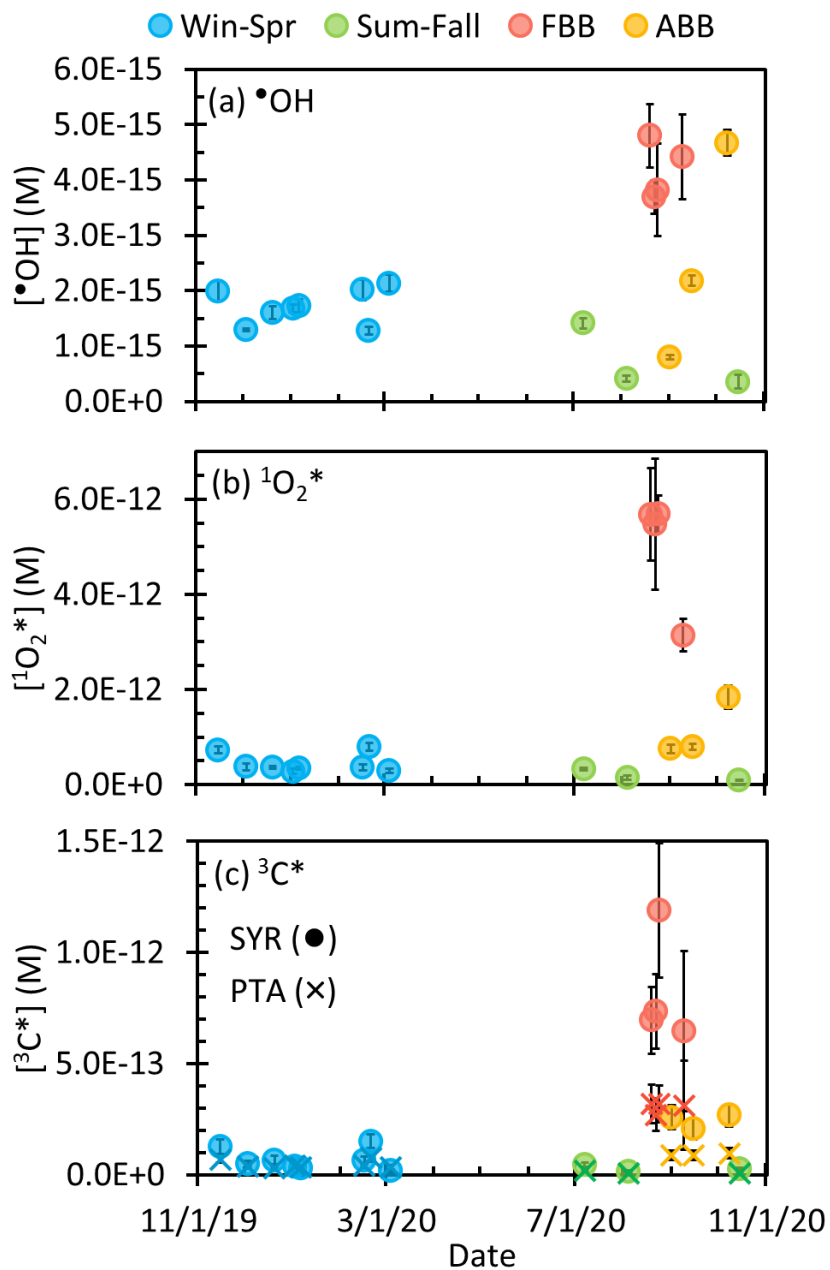 Win-Spr Sum-Fall FBB ABB
6.0E-15
(a) •OH
5.0E-15
4.0E-15
3.0E-15
2.0E-15
1.0E-15
0.0E+0
[•OH] (M)
(b) ¹O₂*
6.0E-12
4.0E-12
2.0E-12
0.0E+0
[¹O₂*] (M)
1.5E-12
(c) ³C*
SYR (●)
1.0E-12
PTA (×)
5.0E-13
0.0E+0
[³C*] (M)
11/1/19 3/1/20 7/1/20 11/1/20
Date